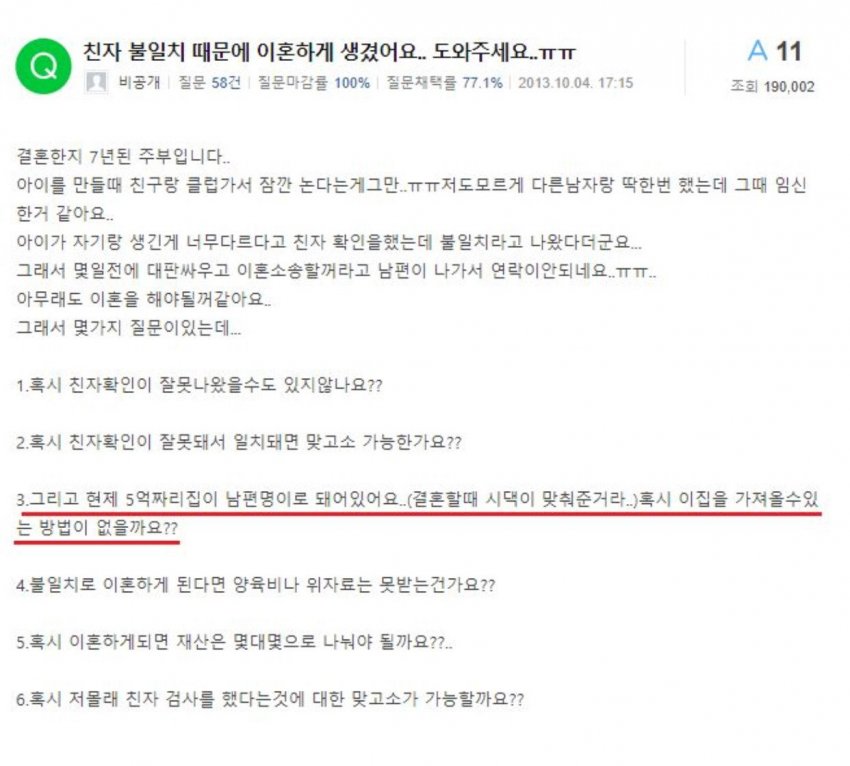 Q 친자 불일치 때문에 이혼하게 생겼어요.. 도와주세요..ㅠㅠ A 11
비공개 질문 58건 질문마감률 100% 질문채택률 77.1% 2013.10.04. 17:15 조회 190,002
결혼한지 7년된 주부입니다..
아이를 만들때 친구랑 클럽가서 잠깐 논다는게그만..ㅠㅠ저도모르게 다른남자랑 딱한번 했는데 그때 임신
한거 같아요..
아이가 자기랑 생긴게 너무다르다고 친자 확인을했는데 불일치라고 나왔다더군요...
그래서 몇일전에 대판싸우고 이혼소송할꺼라고 남편이 나가서 연락이안되네요..ㅠㅠ..
아무래도 이혼을 해야될꺼같아요..
그래서 몇가지 질문이있는데...
1.혹시 친자확인이 잘못나왔을수도 있지않나요??
2.혹시 친자확인이 잘못돼서 일치돼면 맞고소 가능한가요??
3.그리고 현제 5억짜리집이 남편명이로 돼어있어요..(결혼할때 시댁이 맞춰준거라..)혹시 이집을 가져올수있
는 방법이 없을까요??
4.불일치로 이혼하게 된다면 양육비나 위자료는 못받는건가요??
5.혹시 이혼하게되면 재산은 몇대몇으로 나눠야 될까요??..
6.혹시 저몰래 친자 검사를 했다는것에 대한 맞고소가 가능할까요??